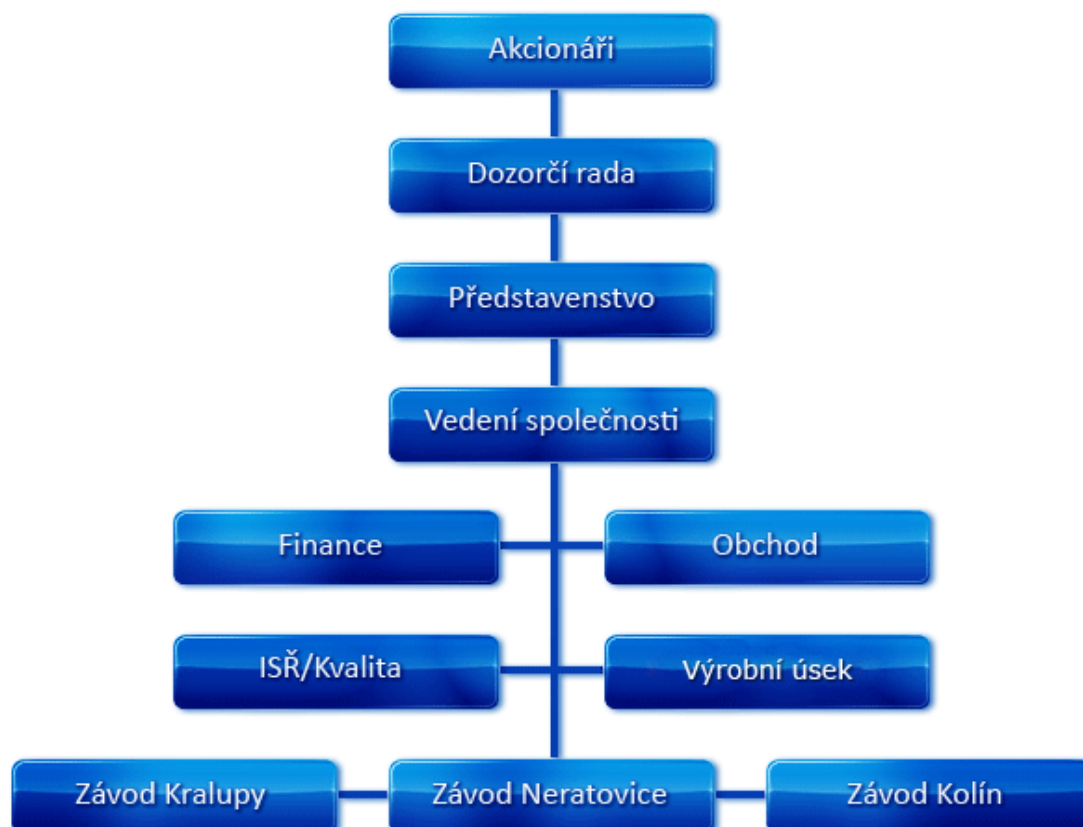 Akcionáři
Dozorčí rada
Představenstvo
Vedení společnosti
Finance
Obchod
ISŘ/Kvalita
Výrobní úsek
Závod Kralupy
Závod Neratovice
Závod Kolín